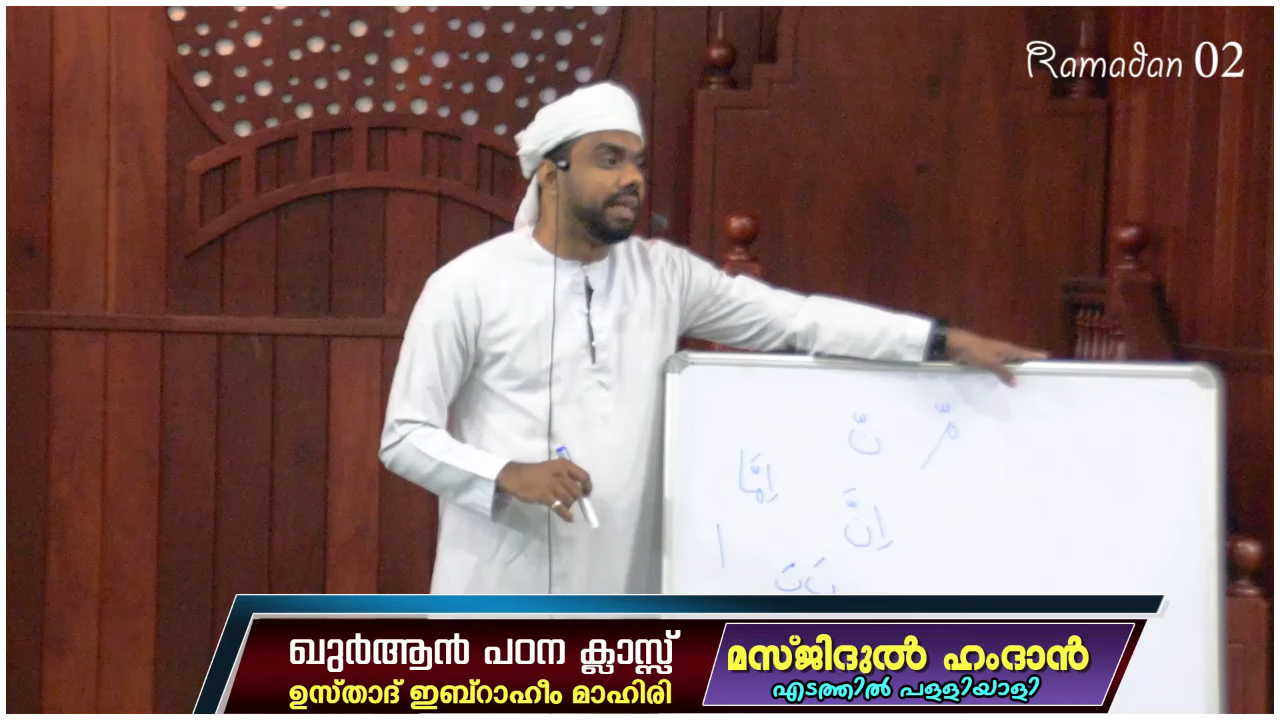 Ramadan 02
مّ نّ
اِمَّا
اِنَّ
ഖുർആൻ പഠന ക്ലാസ്സ്
ഉസ്താദ് ഇബ്റാഹീം മാഹിരി
മസ്ജിദുൽ ഹംദാൻ
എടത്തിൽ പള്ളിയാളി